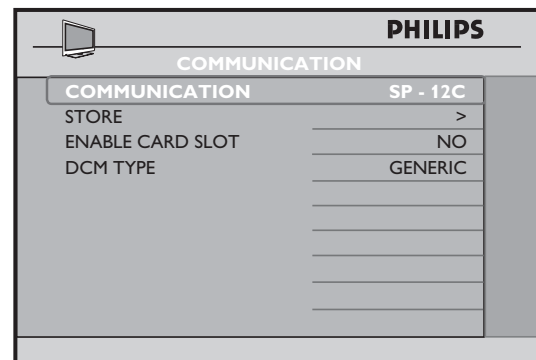 PHILIPS
COMMUNICATION
COMMUNICATION SP - 12C
STORE >
ENABLE CARD SLOT NO
DCM TYPE GENERIC